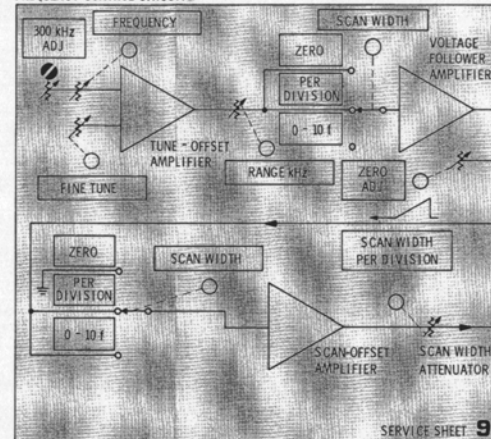 FREQUENCY
300 kHz
ADJ
SCAN WIDTH
ZERO
PER
DIVISION
0 - 10 f
VOLTAGE
FOLLOWER
AMPLIFIER
TUNE - OFFSET
AMPLIFIER
FINE TUNE
RANGE kHz
ZERO
ADJ
ZERO
PER
DIVISION
0 - 10 f
SCAN WIDTH
SCAN WIDTH
PER DIVISION
SCAN-OFFSET
AMPLIFIER
SCAN WIDTH
ATTENUATOR
SERVICE SHEET 9